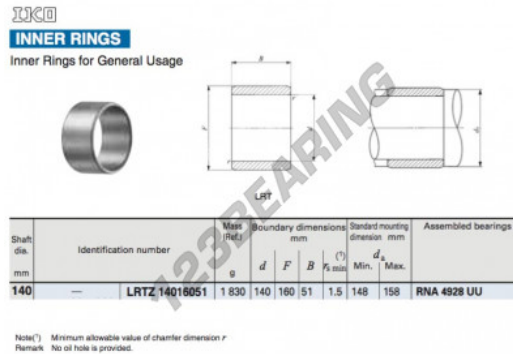 IKO
INNER RINGS
Inner Rings for General Usage
B
F
r
d
r
dₐ
LRT
123BEARING
Shaft dia. mm
Identification number
Mass (Ref.) g
Boundary dimensions mm
d F B rₛ min (¹)
Standard mounting dimension mm
dₐ
Min. Max.
Assembled bearings
140 — LRTZ 14016051 1 830 140 160 51 1.5 148 158 RNA 4928 UU
Note(¹) Minimum allowable value of chamfer dimension r
Remark No oil hole is provided.